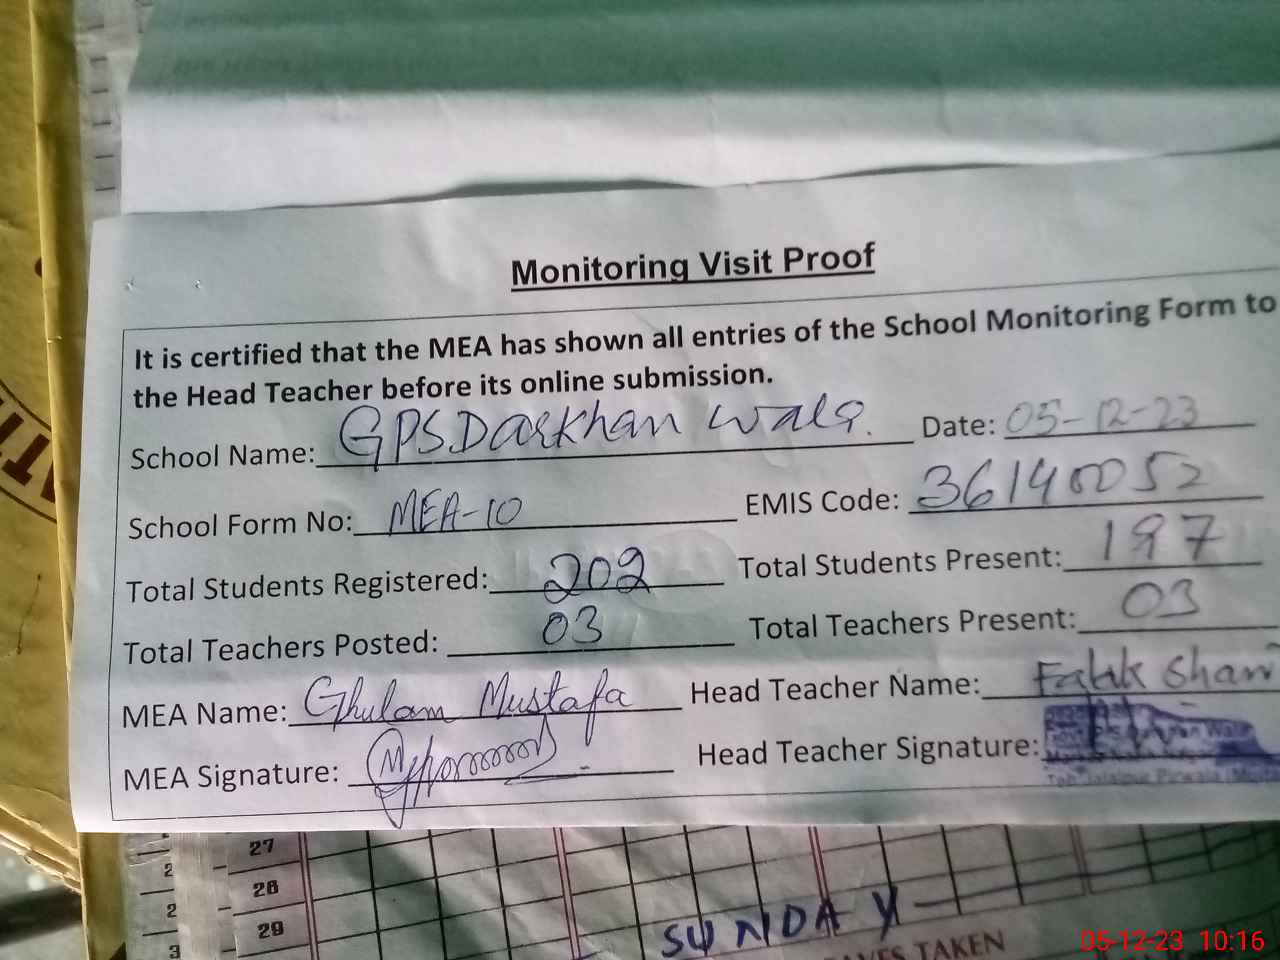 Monitoring Visit Proof
It is certified that the MEA has shown all entries of the School Monitoring Form to
the Head Teacher before its online submission.
School Name: GPS Darkhan Wala. Date: 05-12-23
School Form No: MEA-10 EMIS Code: 36140052
Total Students Registered: 202 Total Students Present: 197
Total Teachers Posted: 03 Total Teachers Present: 03
MEA Name: Ghulam Mustafa Head Teacher Name: Falak Sher
MEA Signature: Head Teacher Signature:
27
28
29
SUNDAY
TAKEN
05-12-23 10:16